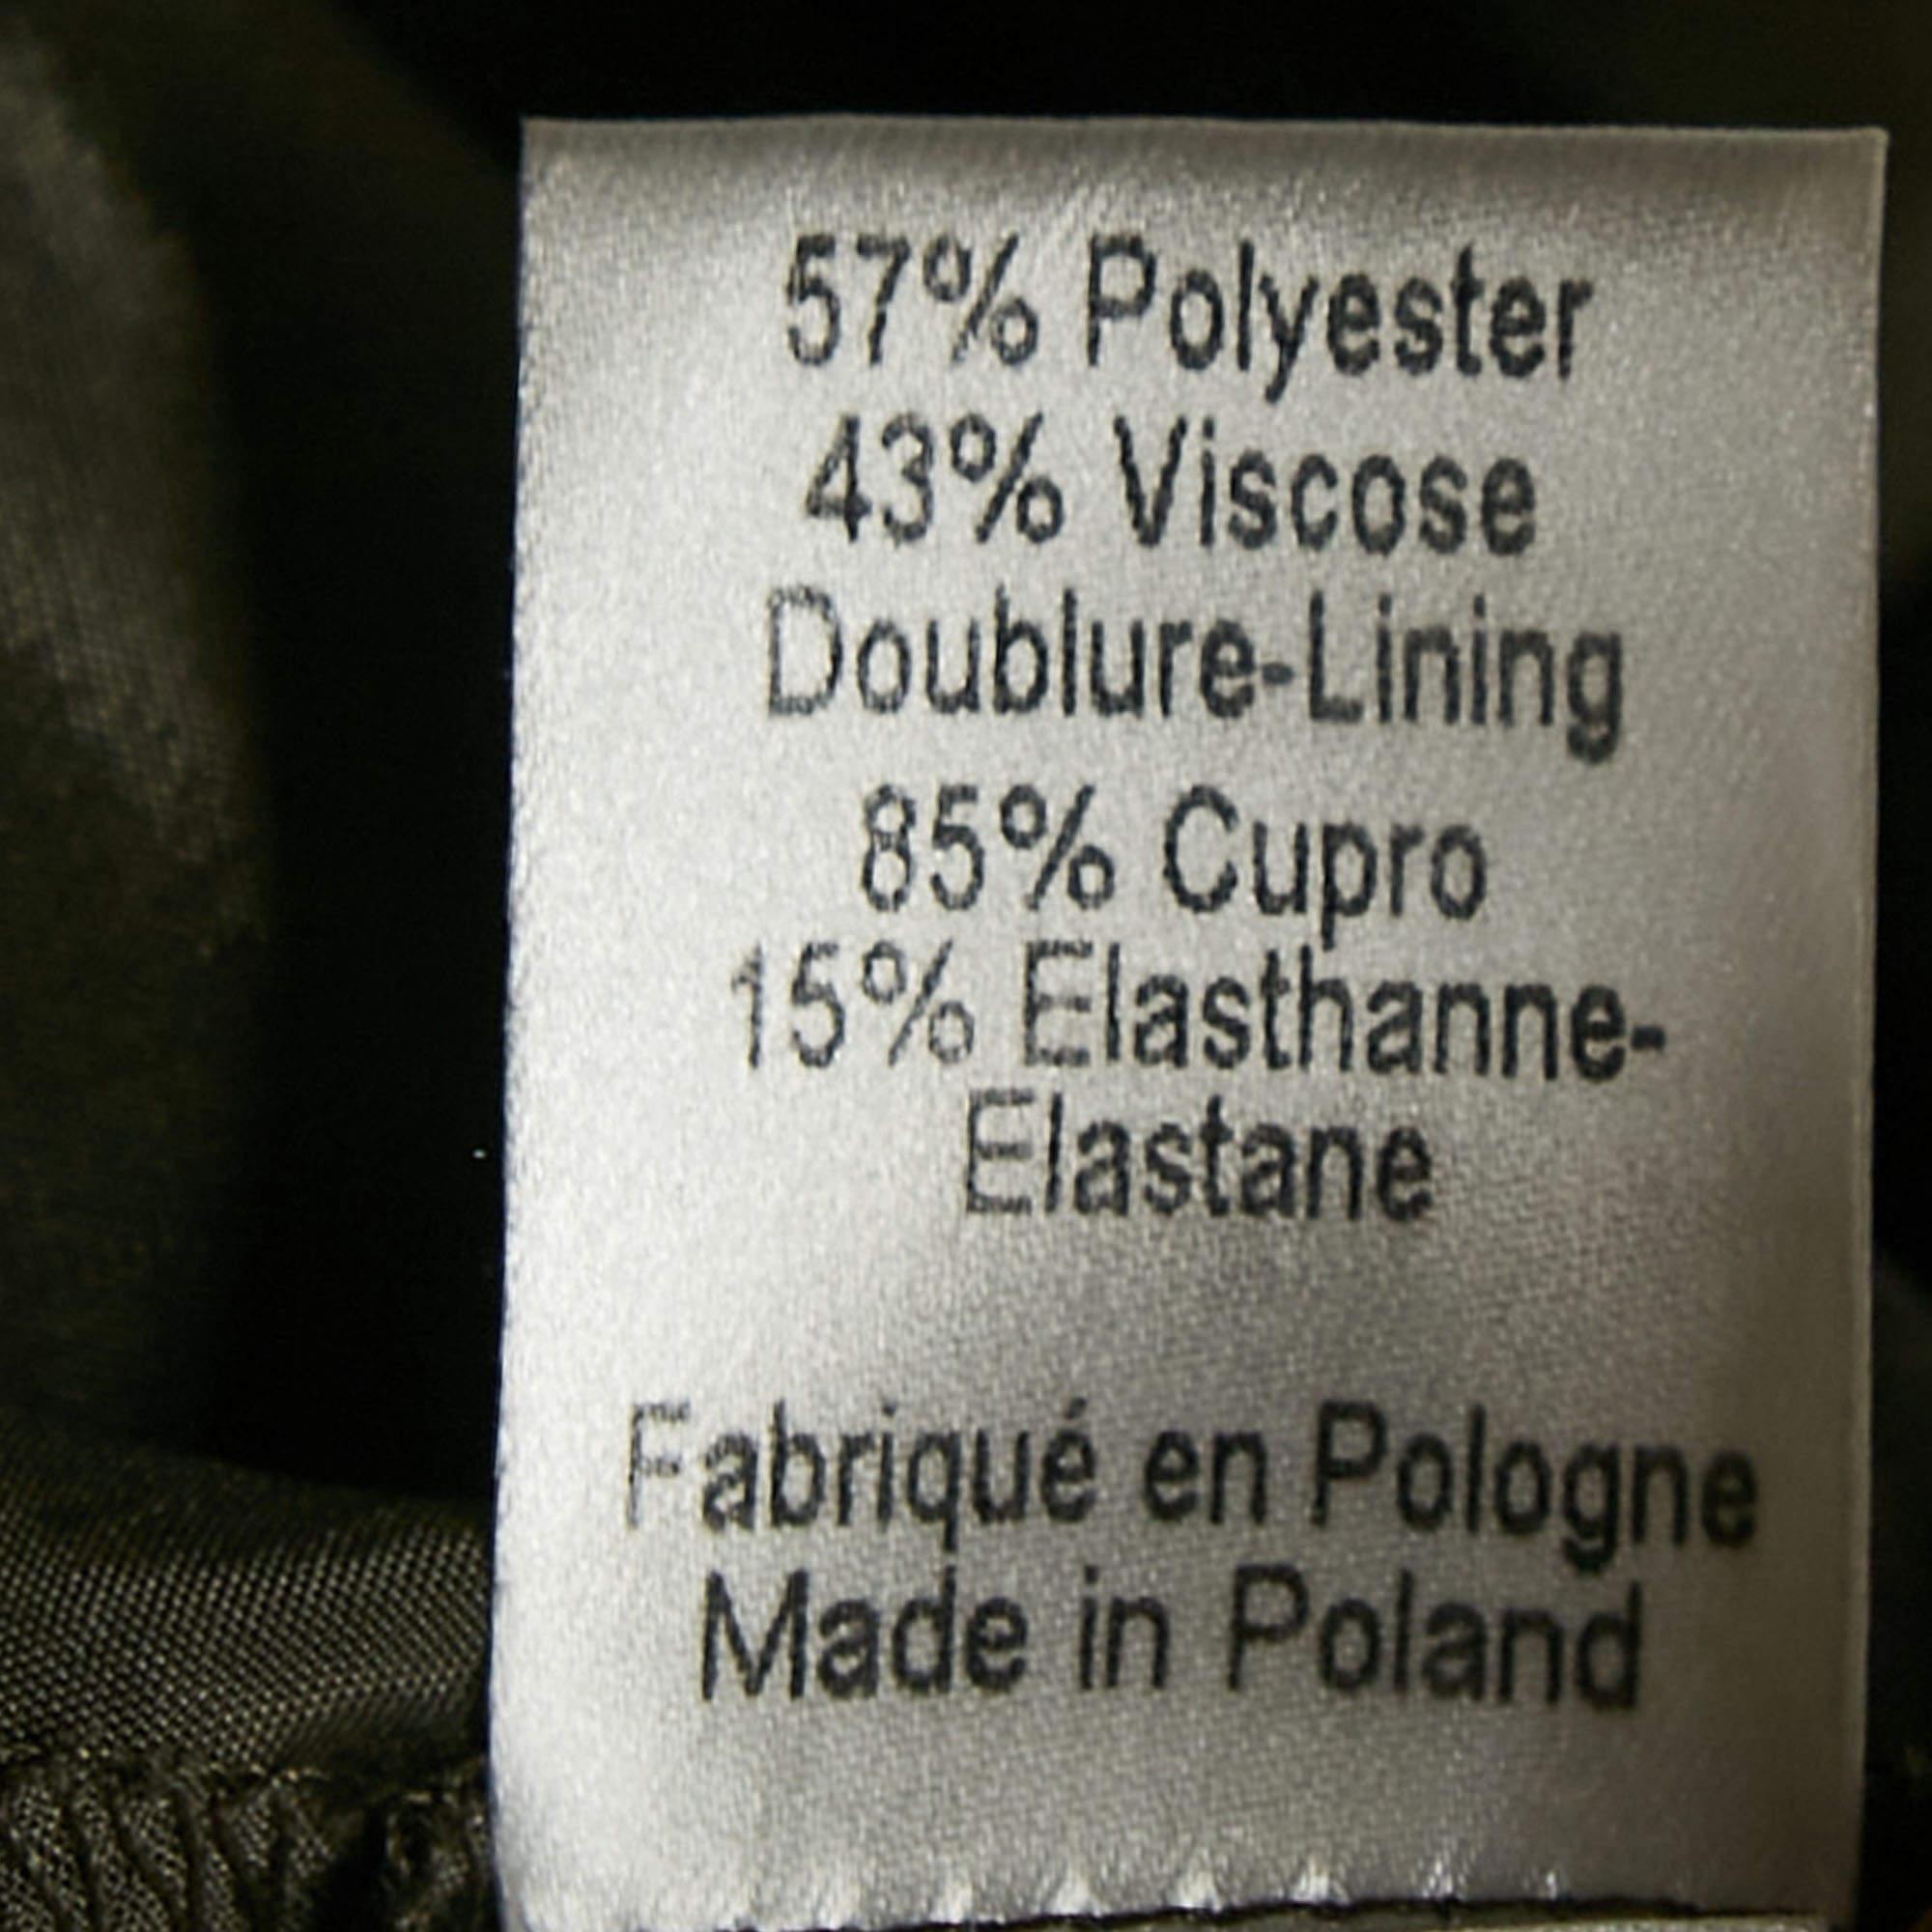 57% Polyester
43% Viscose
Doublure-Lining
85% Cupro
15% Elasthanne-
Elastane
Fabriqué en Pologne
Made in Poland